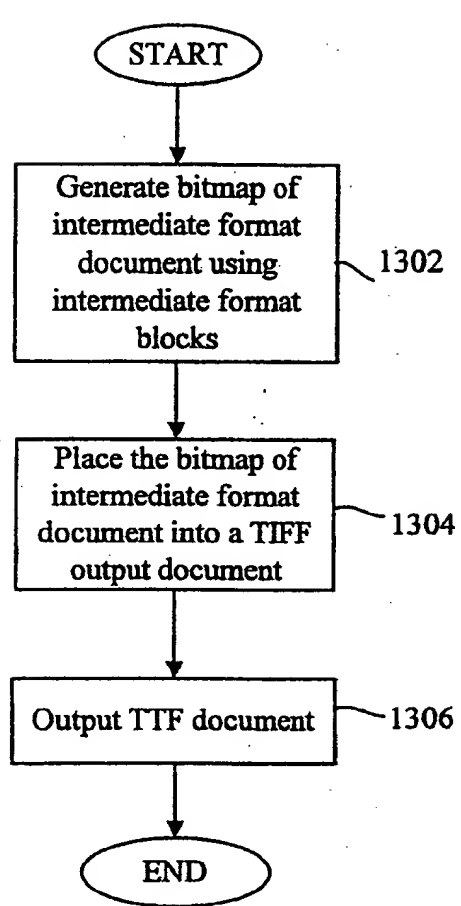 START
Generate bitmap of
intermediate format
document using
intermediate format
blocks
1302
Place the bitmap of
intermediate format
document into a TIFF
output document
1304
Output TTF document
1306
END